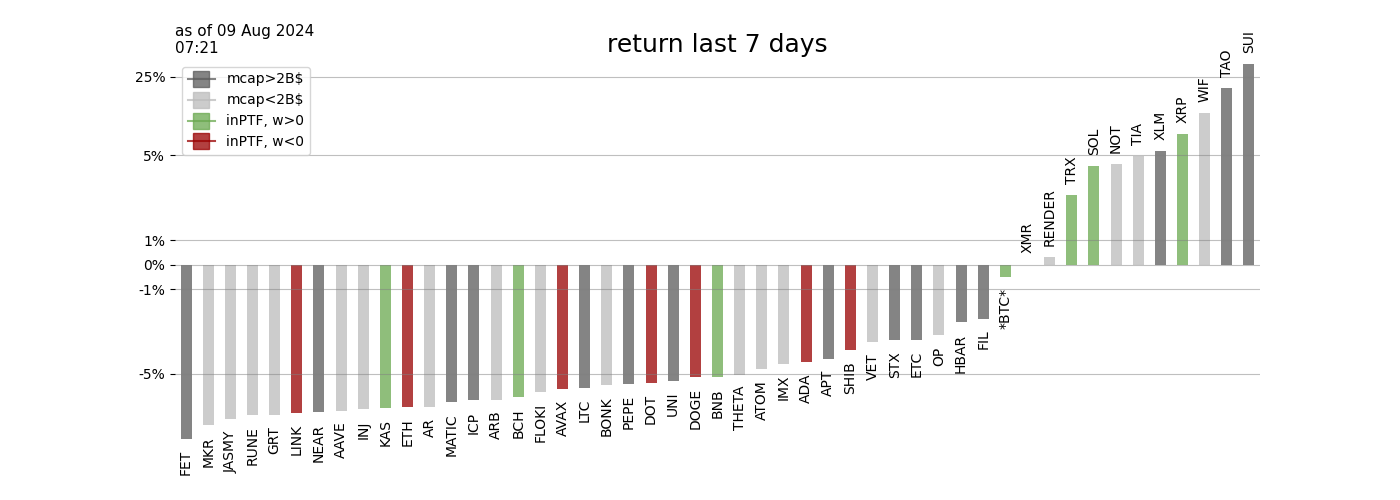 as of 09 Aug 2024
07:21
return last 7 days
mcap>2B$
mcap<2B$
inPTF, w>0
inPTF, w<0
25%
5%
1%
0%
-1%
-5%
FET
MKR
JASMY
RUNE
GRT
LINK
NEAR
AAVE
INJ
KAS
ETH
AR
MATIC
ICP
ARB
BCH
FLOKI
AVAX
LTC
BONK
PEPE
DOT
UNI
DOGE
BNB
THETA
ATOM
IMX
ADA
APT
SHIB
VET
STX
ETC
OP
HBAR
FIL
*BTC*
XMR
RENDER
TRX
SOL
NOT
TIA
XLM
XRP
WIF
TAO
SUI